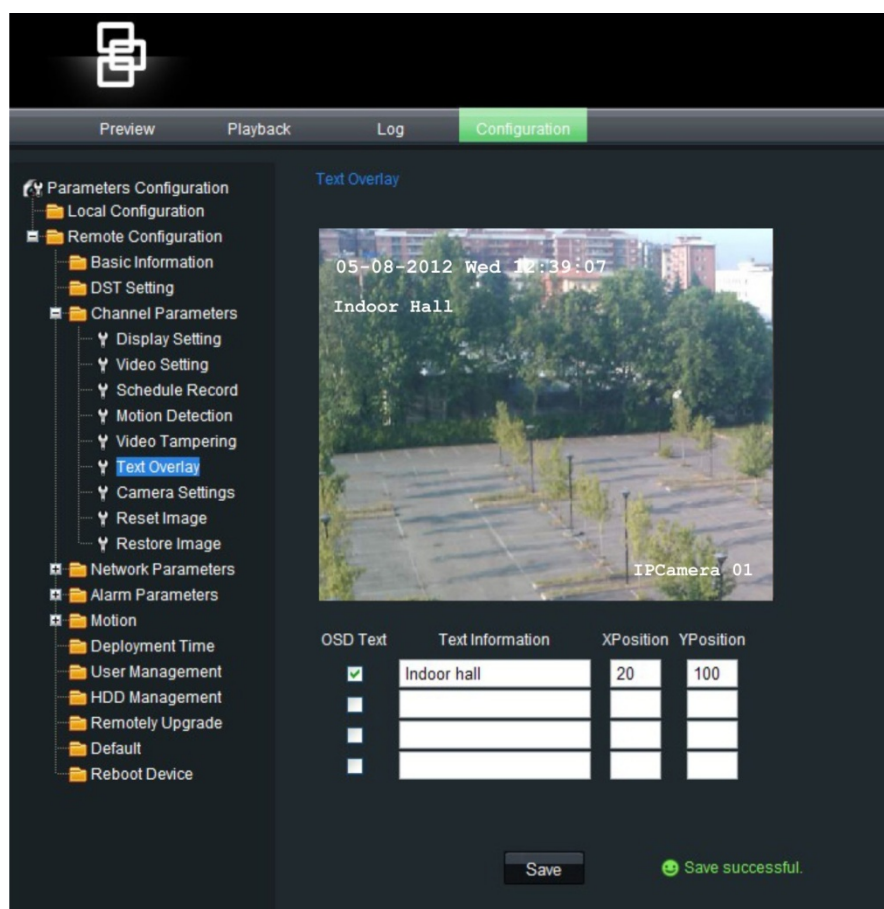 Preview Playback Log Configuration
Parameters Configuration
Local Configuration
Remote Configuration
Basic Information
DST Setting
Channel Parameters
Display Setting
Video Setting
Schedule Record
Motion Detection
Video Tampering
Text Overlay
Camera Settings
Reset Image
Restore Image
Network Parameters
Alarm Parameters
Motion
Deployment Time
User Management
HDD Management
Remotely Upgrade
Default
Reboot Device
Text Overlay
05-08-2012 Wed 12:39:07
Indoor Hall
IPCamera 01
OSD Text Text Information XPosition YPosition
Indoor hall 20 100
Save Save successful.